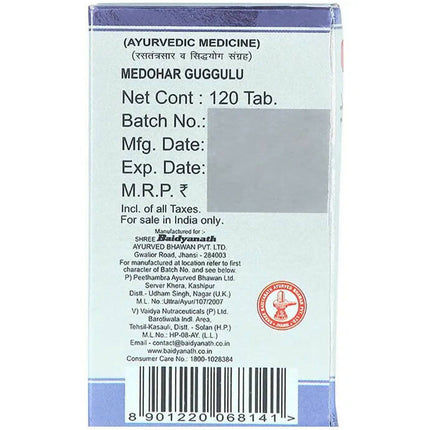 (AYURVEDIC MEDICINE)
(रसतंत्रसार व सिद्धयोग संग्रह)
MEDOHAR GUGGULU
Net Cont : 120 Tab.
Batch No.:
Mfg. Date:
Exp. Date:
M.R.P. ₹
Incl. of all Taxes.
For sale in India only.
Manufactured for :-
SHREE Baidyanath
AYURVED BHAWAN PVT. LTD.
Gwalior Road, Jhansi - 284003
For manufactured at location refer to first
character of Batch No. and see below.
P) Peethambra Ayurved Bhawan Pvt. Ltd.
Server Khera, Kashipur
Distt.- Udham Singh, Nagar (U.K.)
M.L. No.:Uttra/Ayur/107/2007
V) Vaidya Nutraceuticals (P) Ltd.
Barotiwala Indl. Area,
Tehsil-Kasauli, Distt.- Solan (H.P.)
M.L.No.: HP-08-AY. (L.L.)
Email - contact@baidyanath.co.in
www.baidyanath.co.in
Consumer Care No.: 1800-1028384
8 901220 068141